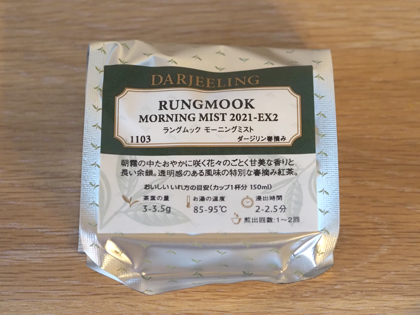 DARJEELING
RUNGMOOK
MORNING MIST 2021-EX2
ラングムック モーニングミスト
1103 ダージリン春摘み
朝霧の中たおやかに咲く花々のごとく甘美な香りと
長い余韻。透明感のある風味の特別な春摘み紅茶。
おいしいいれ方の目安(カップ1杯分 150ml)
茶葉の量 お湯の温度 浸出時間
3-3.5g 85-95℃ 2-2.5分
煎出回数:1〜2回